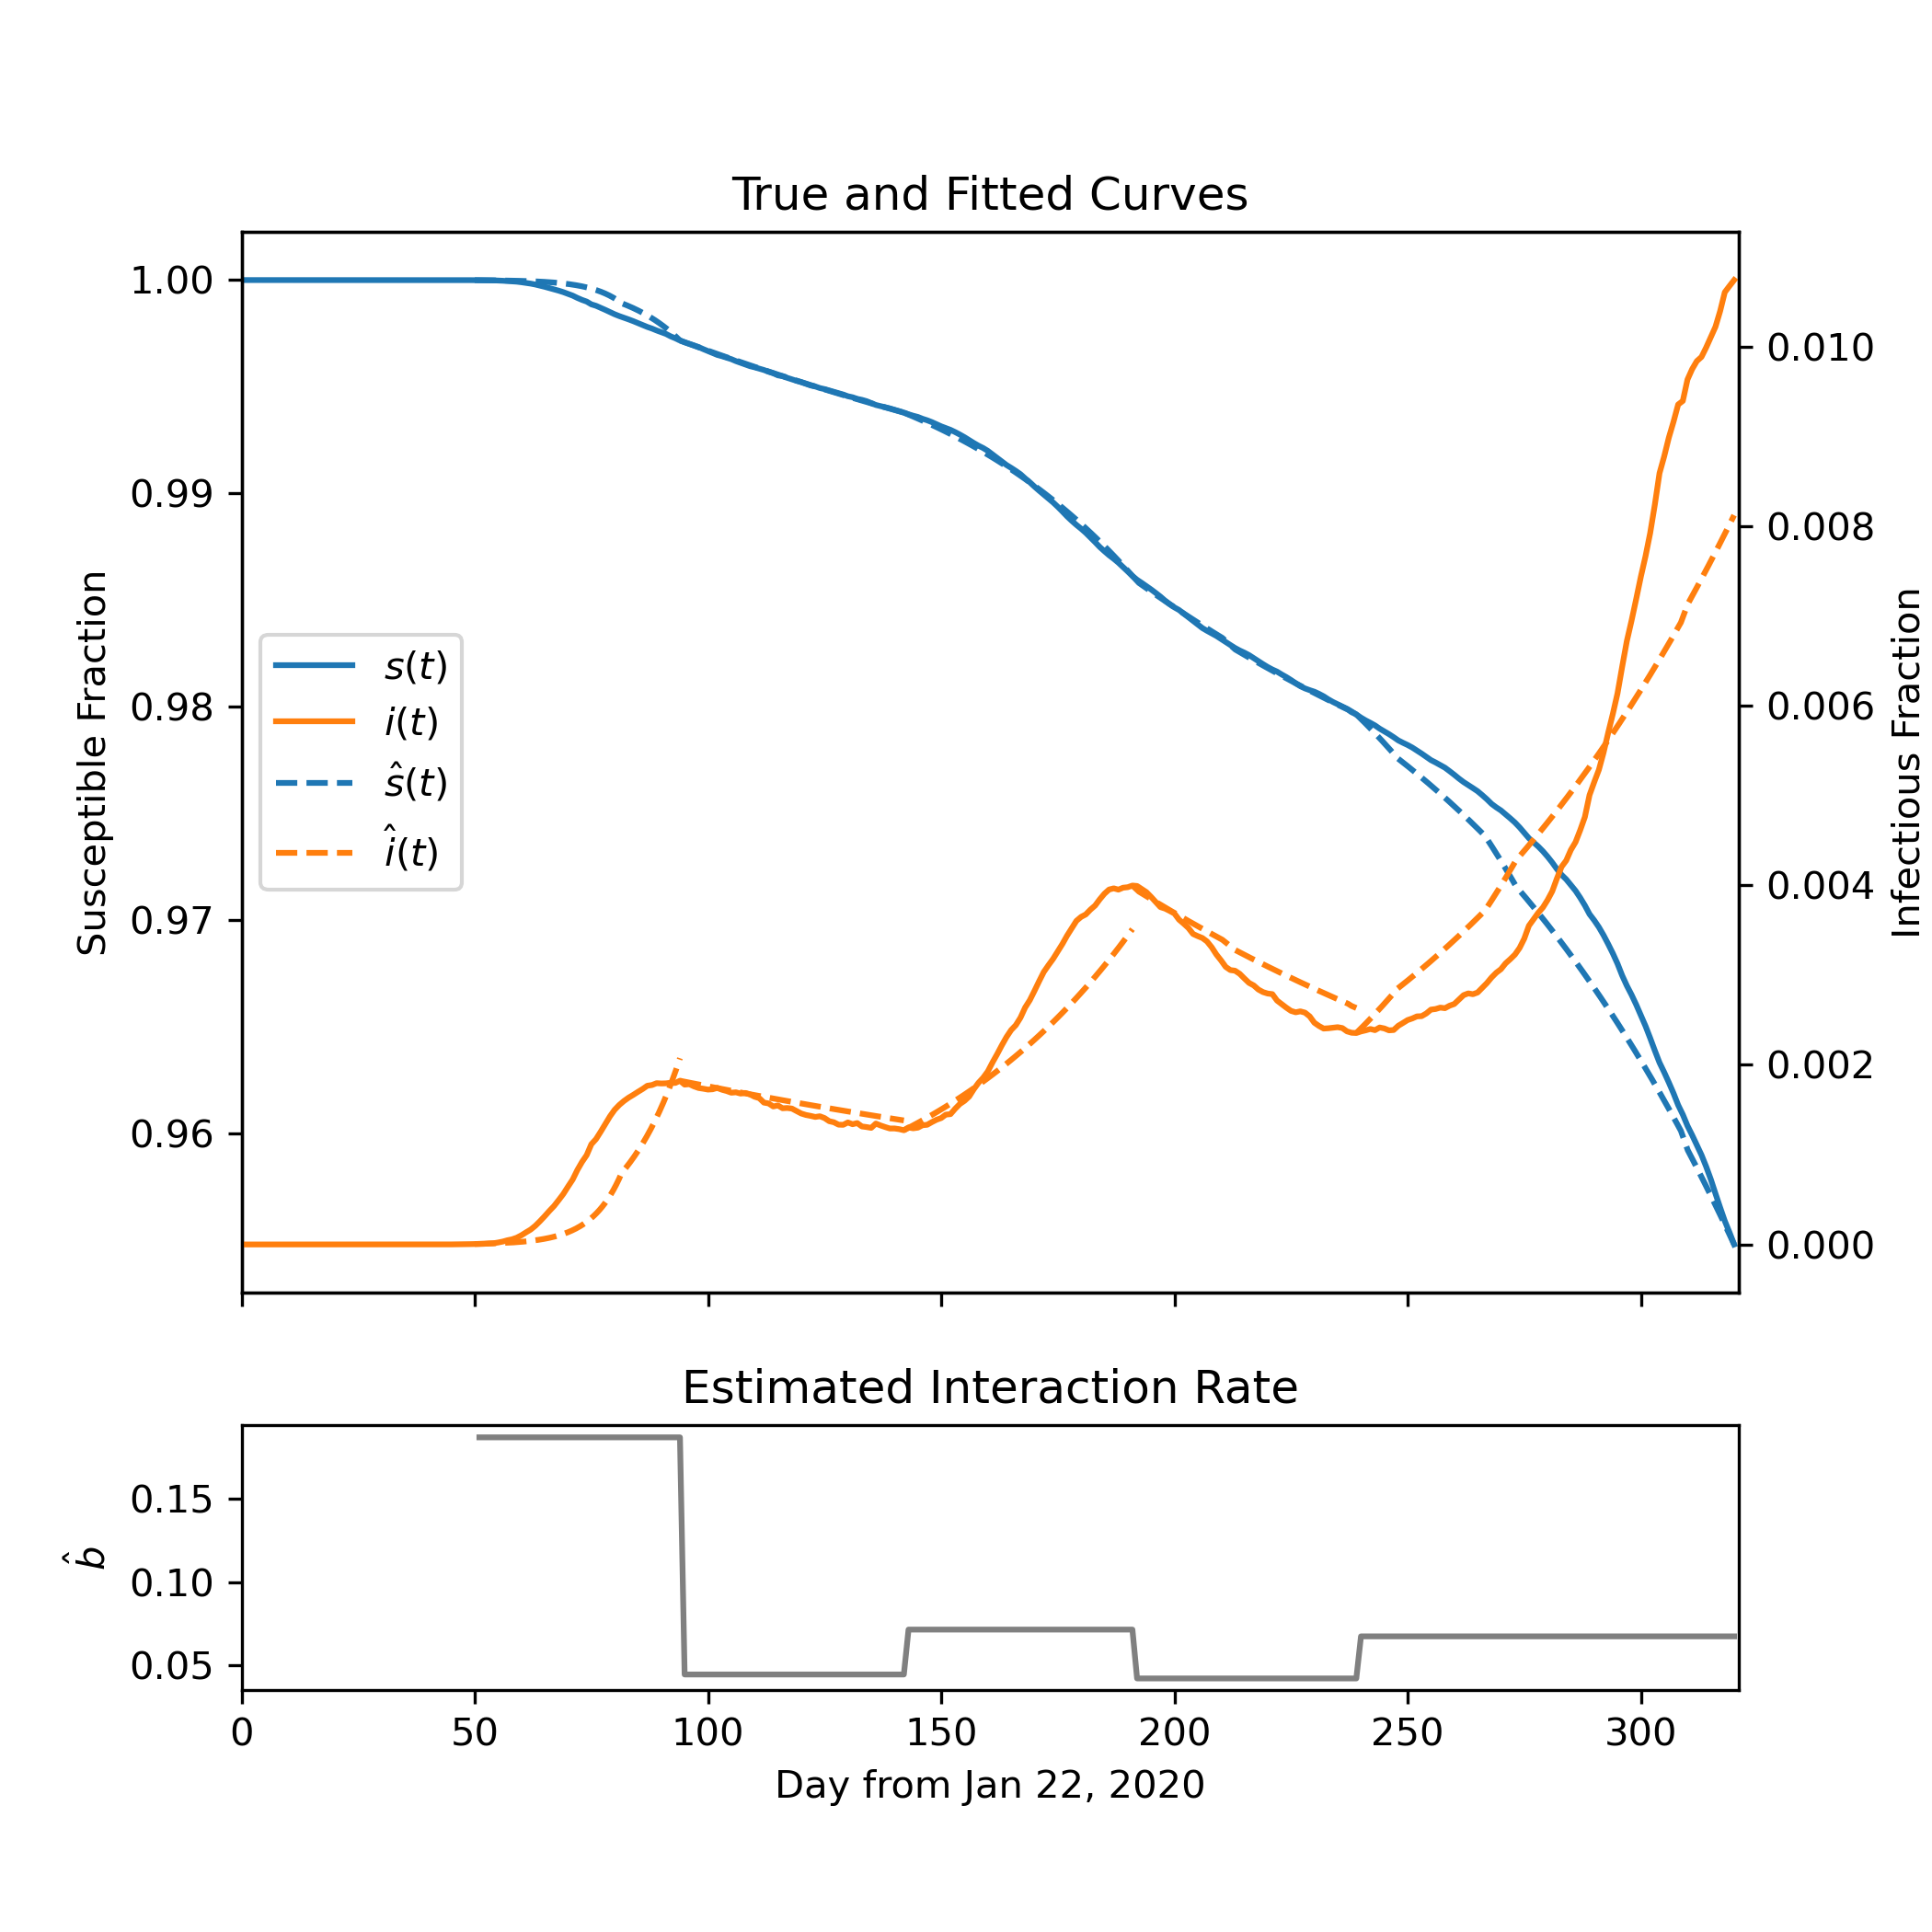 True and Fitted Curves
1.00
0.99
0.98
0.97
0.96
Susceptible Fraction
s(t)
i(t)
ŝ(t)
î(t)
0.010
0.008
0.006
0.004
0.002
0.000
Infectious Fraction
Estimated Interaction Rate
0.15
0.10
0.05
b̂
0 50 100 150 200 250 300
Day from Jan 22, 2020